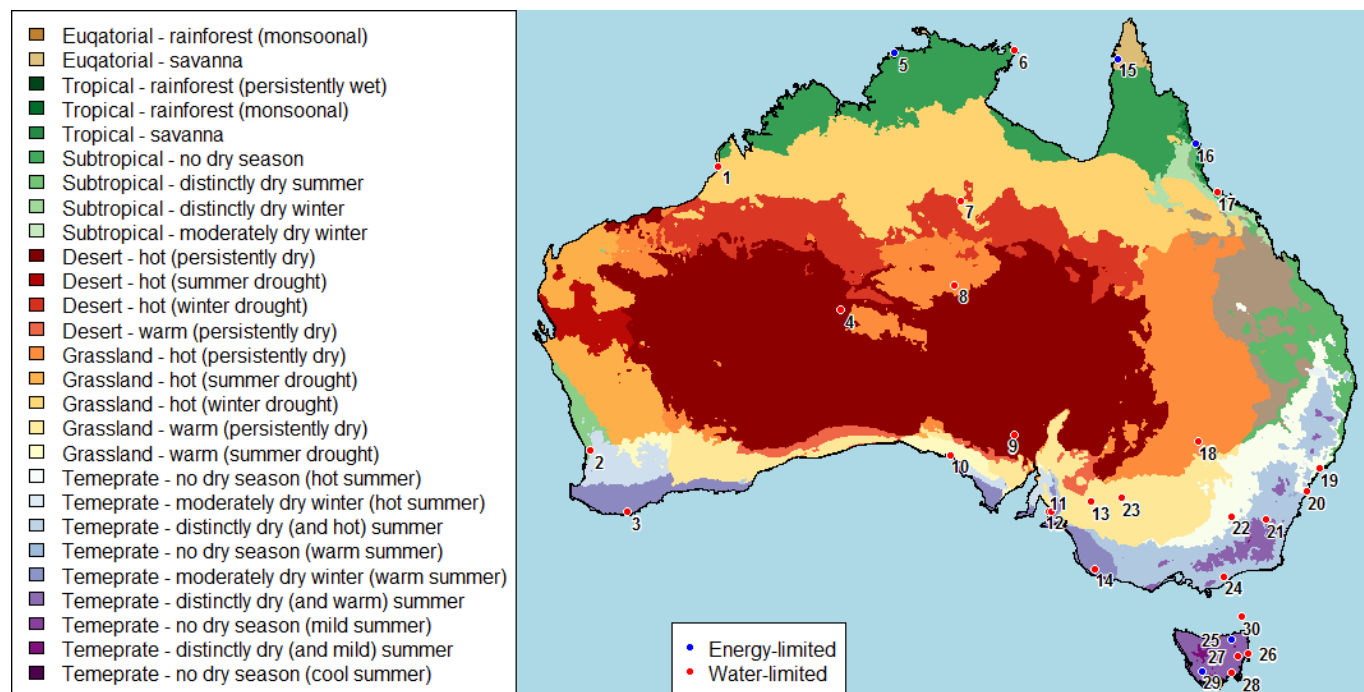 Euqatorial - rainforest (monsoonal)
Euqatorial - savanna
Tropical - rainforest (persistently wet)
Tropical - rainforest (monsoonal)
Tropical - savanna
Subtropical - no dry season
Subtropical - distinctly dry summer
Subtropical - distinctly dry winter
Subtropical - moderately dry winter
Desert - hot (persistently dry)
Desert - hot (summer drought)
Desert - hot (winter drought)
Desert - warm (persistently dry)
Grassland - hot (persistently dry)
Grassland - hot (summer drought)
Grassland - hot (winter drought)
Grassland - warm (persistently dry)
Grassland - warm (summer drought)
Temeprate - no dry season (hot summer)
Temeprate - moderately dry winter (hot summer)
Temeprate - distinctly dry (and hot) summer
Temeprate - no dry season (warm summer)
Temeprate - moderately dry winter (warm summer)
Temeprate - distinctly dry (and warm) summer
Temeprate - no dry season (mild summer)
Temeprate - distinctly dry (and mild) summer
Temeprate - no dry season (cool summer)
5
6
15
16
1
17
7
8
4
9
18
2
10
19
20
11
13
23
3
12
22
21
14
24
30
25
27
26
29
28
Energy-limited
Water-limited